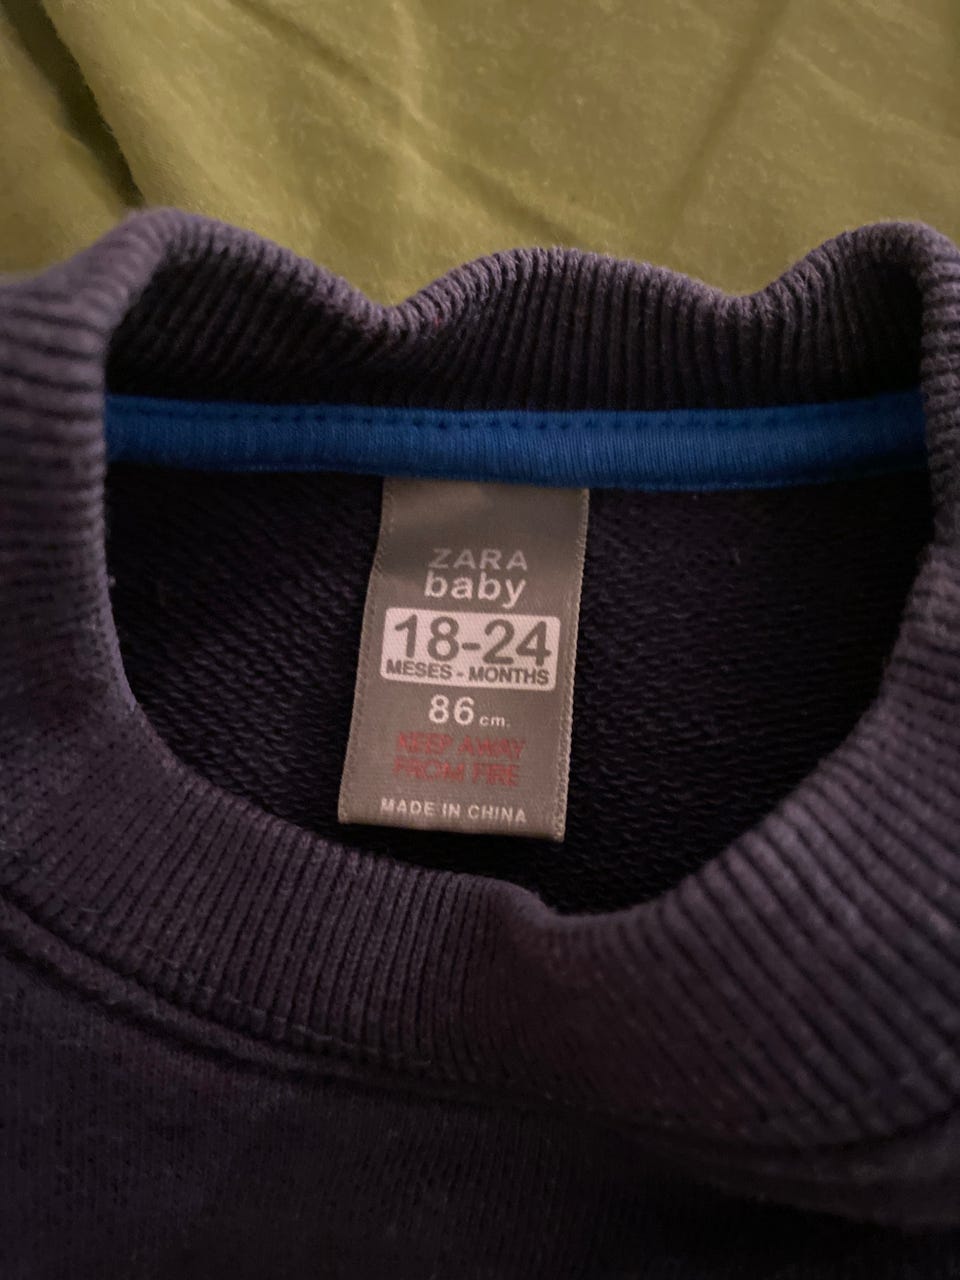 ZARA
baby
18-24
MESES - MONTHS
86 cm.
KEEP AWAY
FROM FIRE
MADE IN CHINA